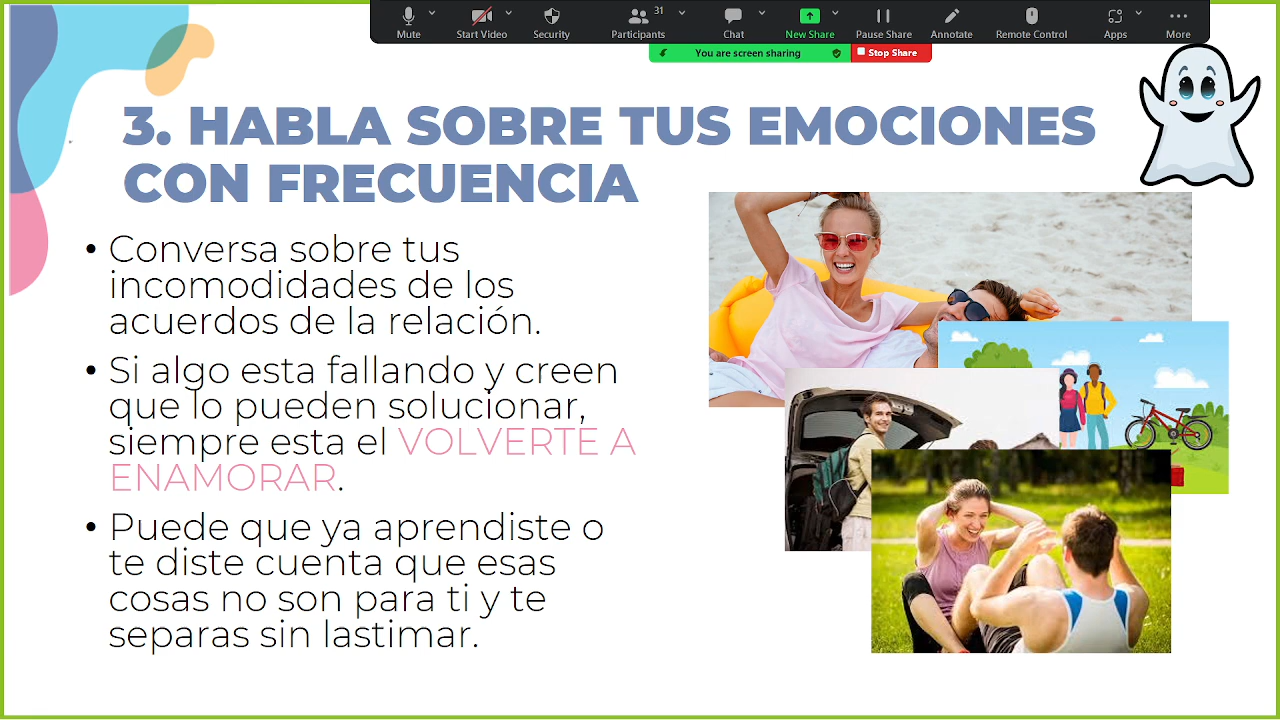 31
Mute
Start Video
Security
Participants
Chat
New Share
Pause Share
Annotate
Remote Control
Apps
More
You are screen sharing
Stop Share
3. HABLA SOBRE TUS EMOCIONES
CON FRECUENCIA
• Conversa sobre tus
incomodidades de los
acuerdos de la relación.
• Si algo esta fallando y creen
que lo pueden solucionar,
siempre esta el VOLVERTE A
ENAMORAR.
• Puede que ya aprendiste o
te diste cuenta que esas
cosas no son para ti y te
separas sin lastimar.